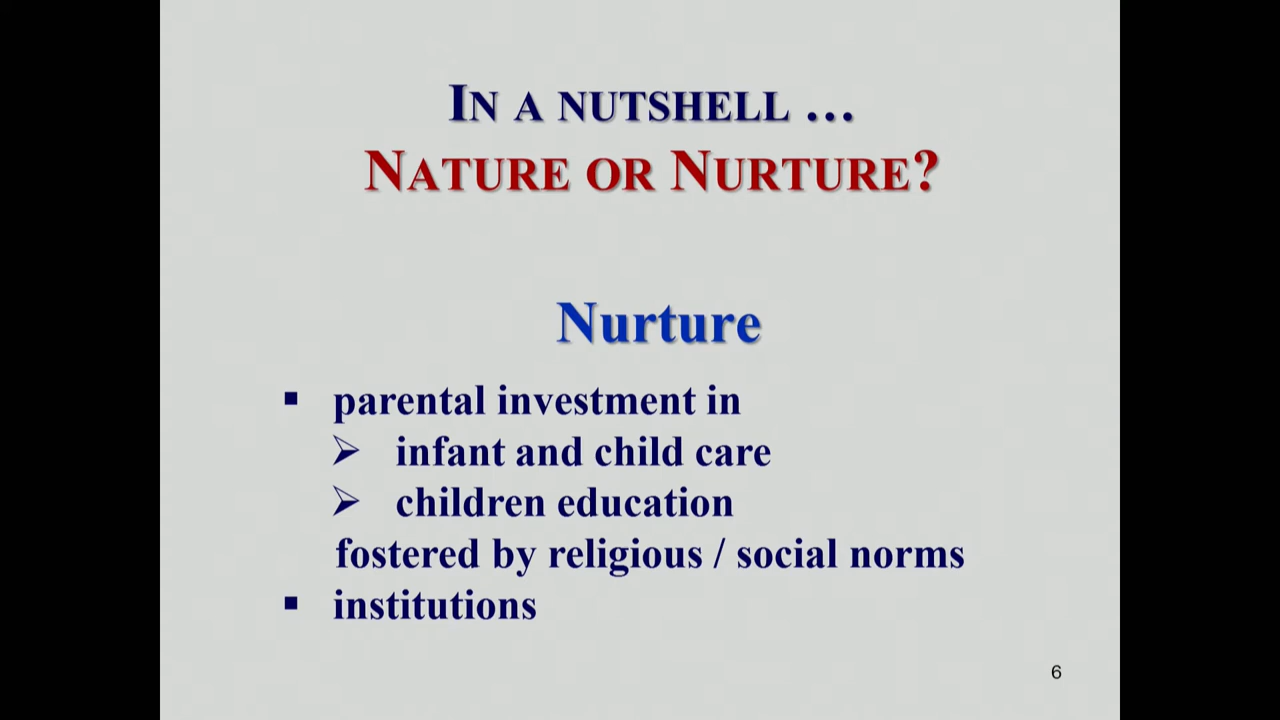 IN A NUTSHELL …
NATURE OR NURTURE?
Nurture
▪ parental investment in
➢ infant and child care
➢ children education
fostered by religious / social norms
▪ institutions
6